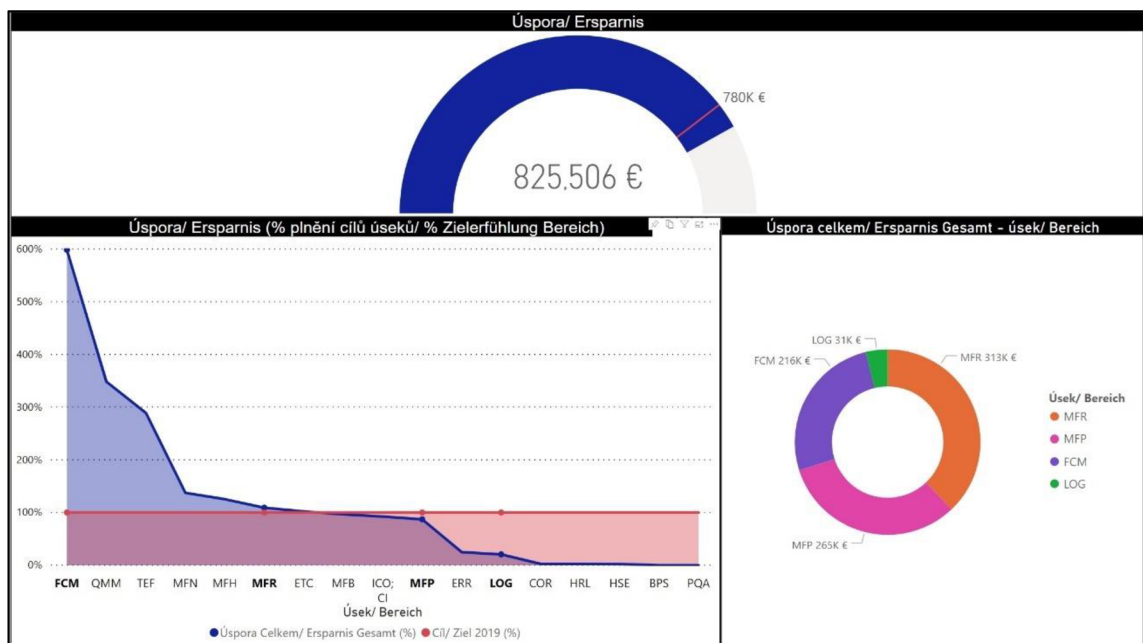 Úspora/ Ersparnis
780K €
825,506 €
Úspora/ Ersparnis (% plnění cílů úseků/ % Zielerfühlung Bereich)
600%
500%
400%
300%
200%
100%
0%
FCM QMM TEF MFN MFH MFR ETC MFB ICO; CI MFP ERR LOG COR HRL HSE BPS PQA
Úsek/ Bereich
Úspora Celkem/ Ersparnis Gesamt (%) Cíl/ Ziel 2019 (%)
Úspora celkem/ Ersparnis Gesamt - úsek/ Bereich
LOG 31K €
FCM 216K €
MFR 313K €
MFP 265K €
Úsek/ Bereich
MFR
MFP
FCM
LOG